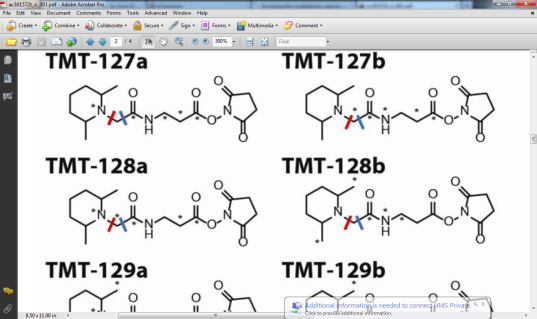 ac301572t_si_001.pdf - Adobe Acrobat Pro
File Edit View Document Comments Forms Tools Advanced Window Help
Create Combine Collaborate Secure Sign Forms Multimedia Comment
2 / 4 300% Find
TMT-127a TMT-127b
* N O * N H * O * O N O O
N * O * N H * O O N O O
TMT-128a TMT-128b
* N * O * N H * O O N O O
* N O * N H * O O N O O *
TMT-129a TMT-129b
* O O O
O O O
Additional information is needed to connect HMS Private.
Click to provide additional information.
8.50 x 11.00 in